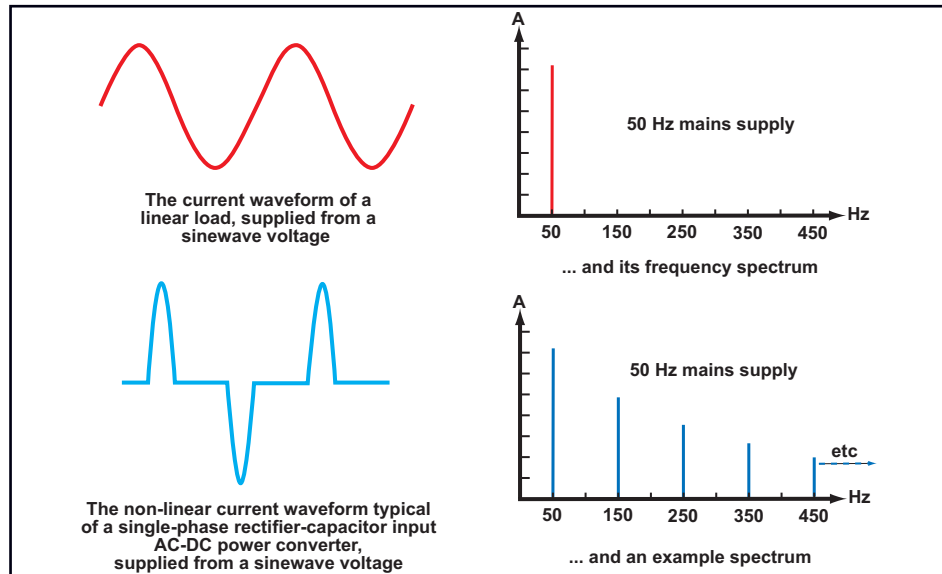 The current waveform of a
linear load, supplied from a
sinewave voltage
A
50 Hz mains supply
Hz
50 150 250 350 450
... and its frequency spectrum
The non-linear current waveform typical
of a single-phase rectifier-capacitor input
AC-DC power converter,
supplied from a sinewave voltage
A
50 Hz mains supply
etc
Hz
50 150 250 350 450
... and an example spectrum